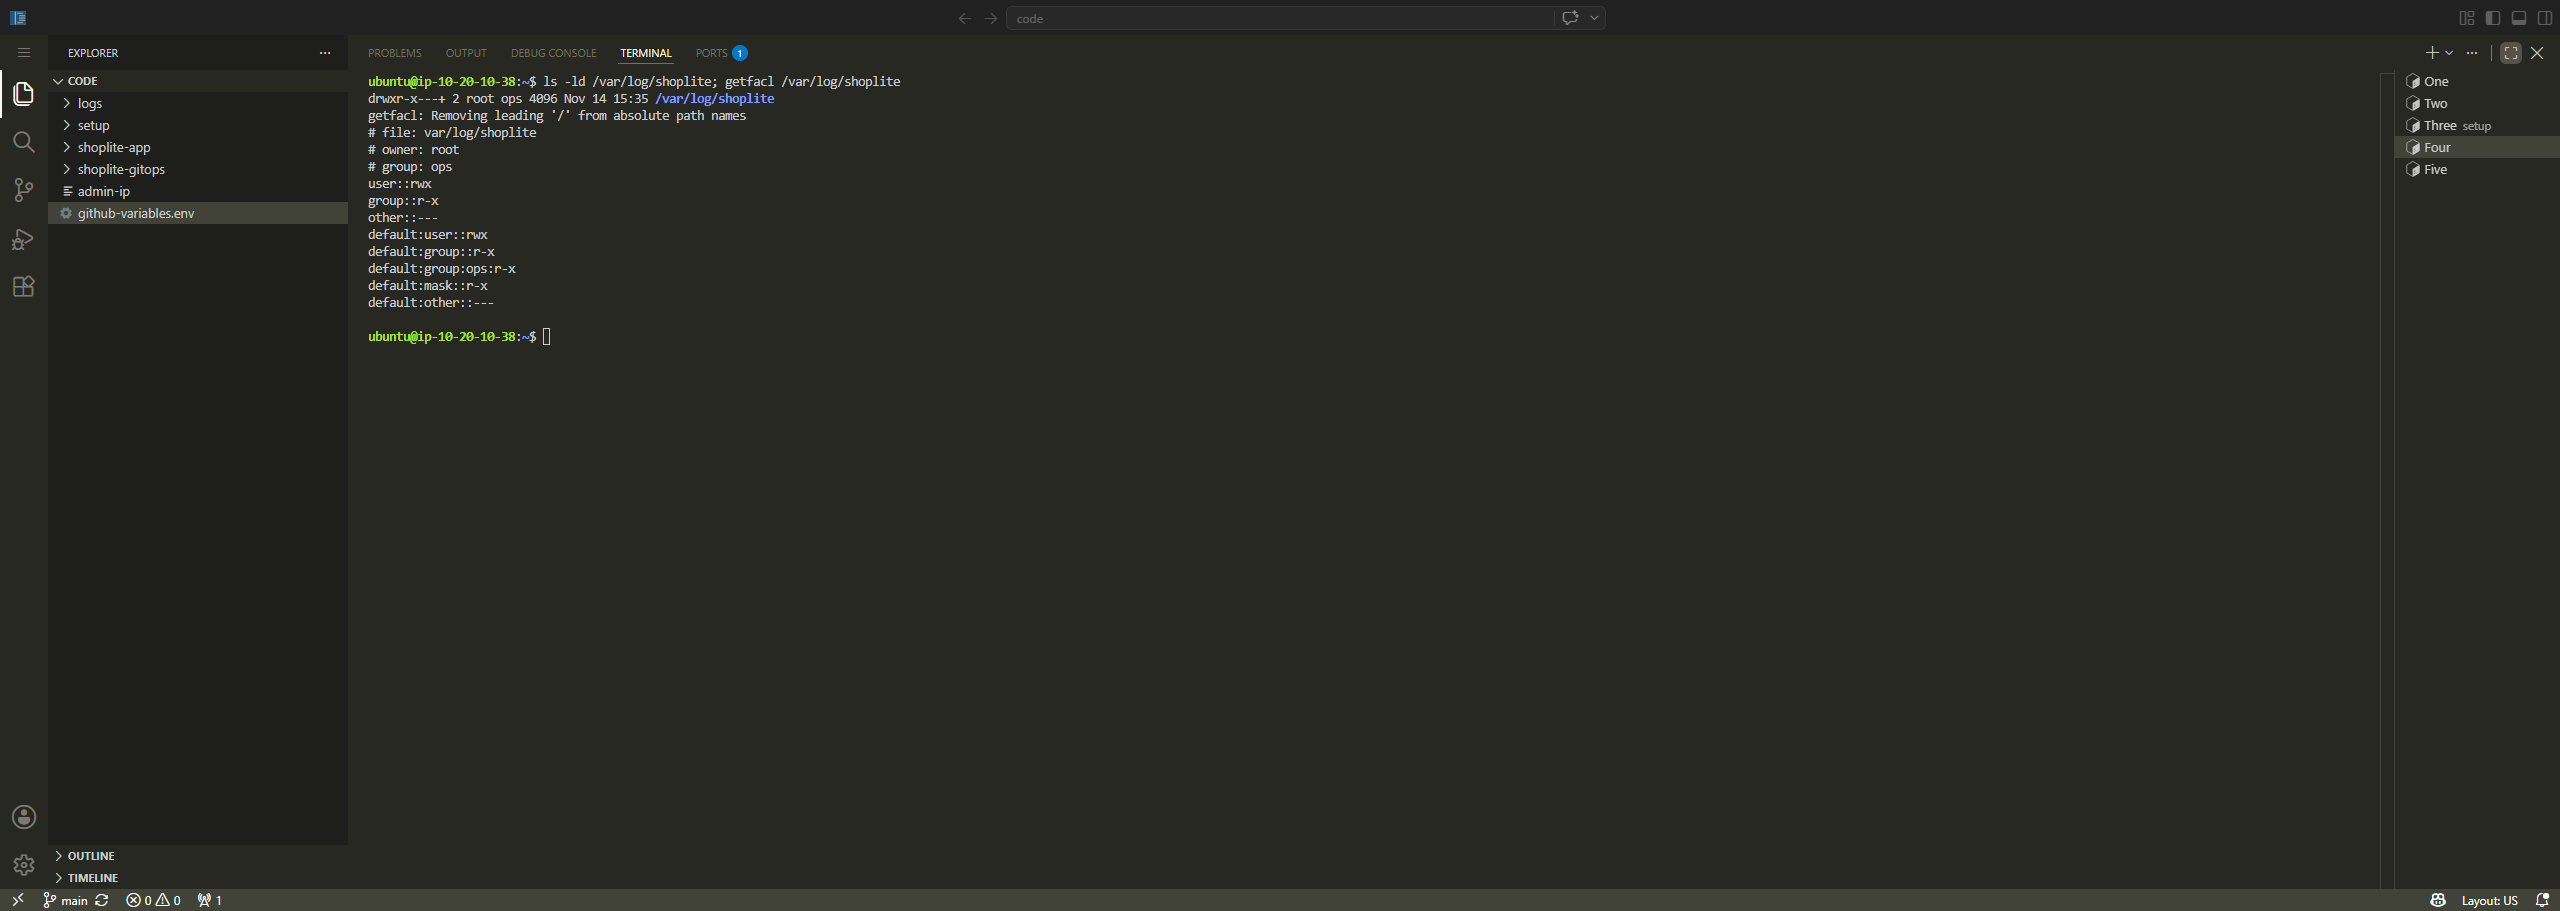 code
EXPLORER
CODE
logs
setup
shoplite-app
shoplite-gitops
admin-ip
github-variables.env
OUTLINE
TIMELINE
PROBLEMS OUTPUT DEBUG CONSOLE TERMINAL PORTS 1
ubuntu@ip-10-20-10-38:~$ ls -ld /var/log/shoplite; getfacl /var/log/shoplite
drwxr-x---+ 2 root ops 4096 Nov 14 15:35 /var/log/shoplite
getfacl: Removing leading '/' from absolute path names
# file: var/log/shoplite
# owner: root
# group: ops
user::rwx
group::r-x
other::---
default:user::rwx
default:group::r-x
default:group:ops:r-x
default:mask::r-x
default:other::---
ubuntu@ip-10-20-10-38:~$
One
Two
Three setup
Four
Five
main 0 0 1
Layout: US